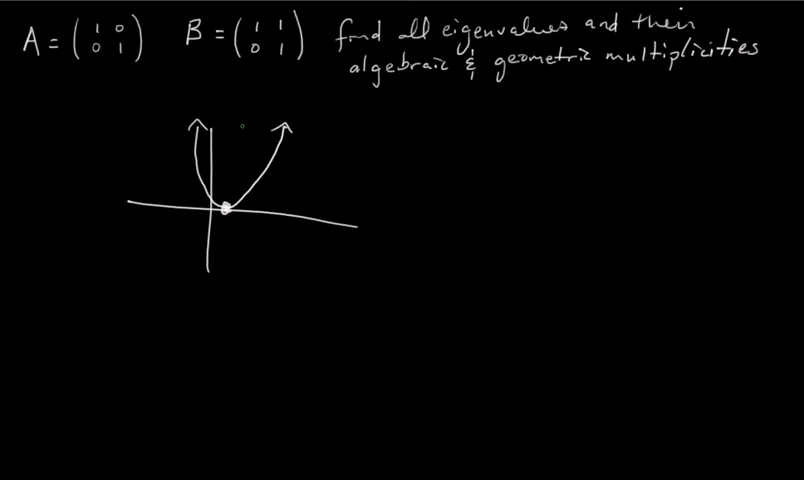 A = ( 1 0 0 1 ) B = ( 1 1 0 1 ) find all eigenvalues and their
algebraic & geometric multiplicities